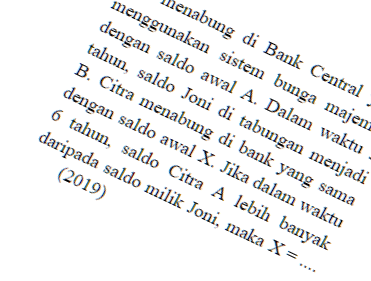 menabung di Bank Central
menggunakan sistem bunga
dengan saldo awal A. Dalam waktu
tahun, saldo Joni di tabungan menjadi
B. Citra menabung di bank yang sama
dengan saldo awal X. Jika dalam waktu
6 tahun, saldo Citra A lebih banyak
daripada saldo milik Joni, maka X = ....
(2019)